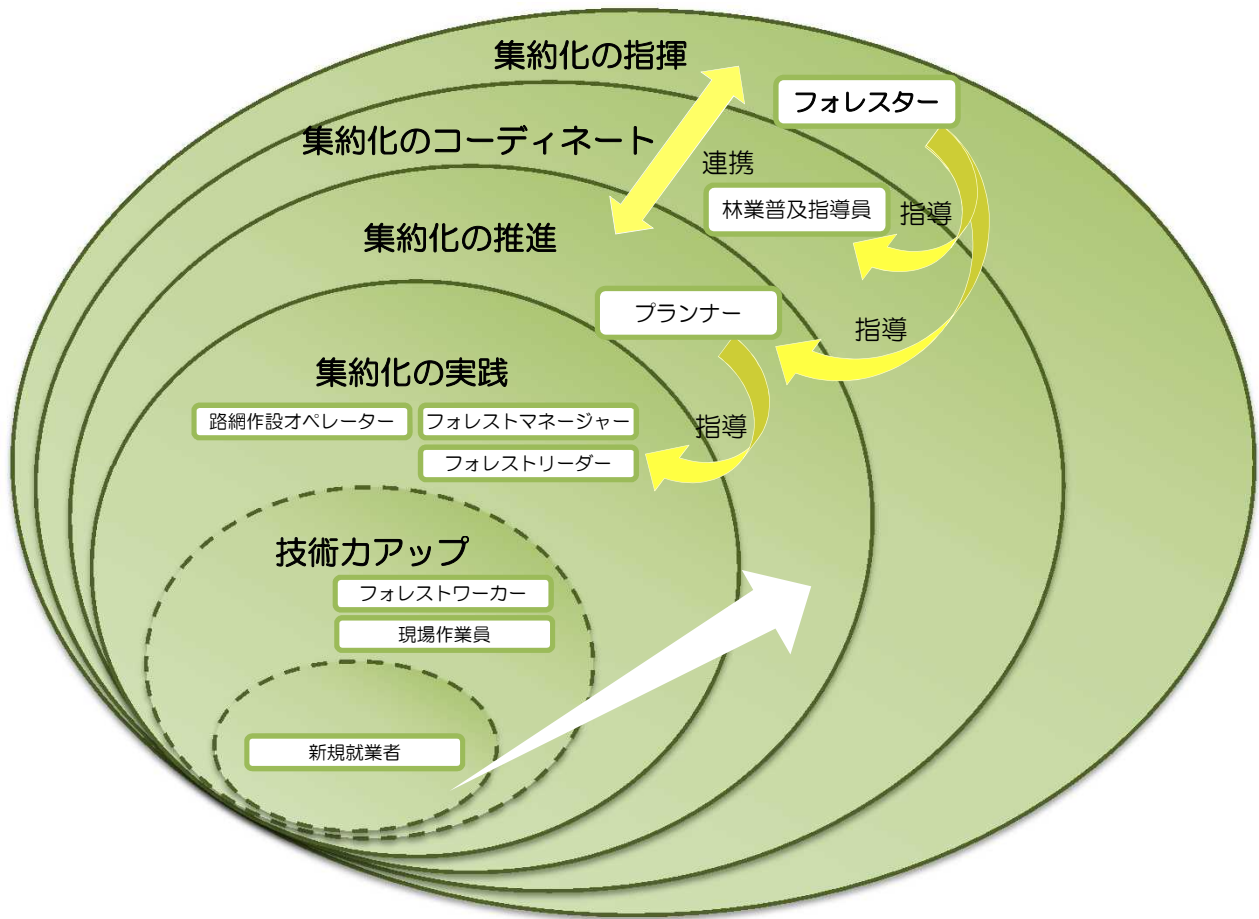 集約化の指揮
フォレスター
集約化のコーディネート
連携
林業普及指導員
指導
集約化の推進
プランナー
指導
集約化の実践
路網作設オペレーター
フォレストマネージャー
指導
フォレストリーダー
技術力アップ
フォレストワーカー
現場作業員
新規就業者